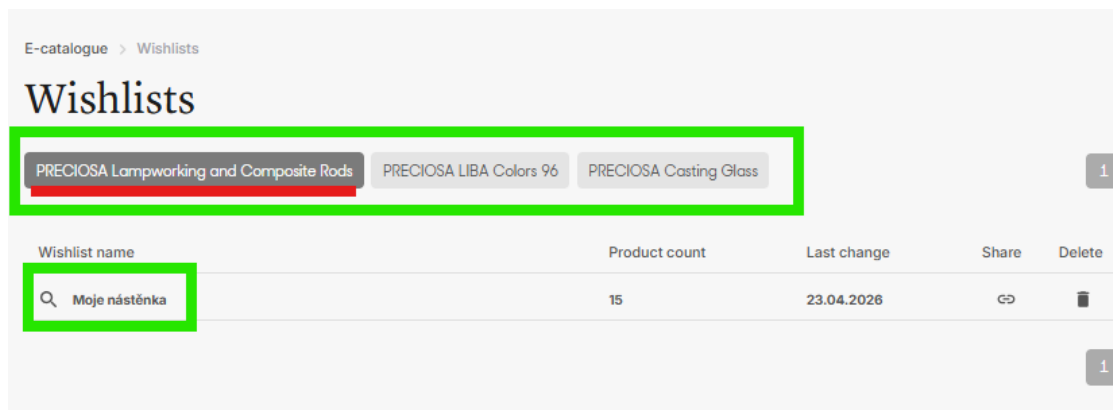 E-catalogue > Wishlists
Wishlists
PRECIOSA Lampworking and Composite Rods PRECIOSA LIBA Colors 96 PRECIOSA Casting Glass 1
Wishlist name Product count Last change Share Delete
Moje nástěnka 15 23.04.2026
1